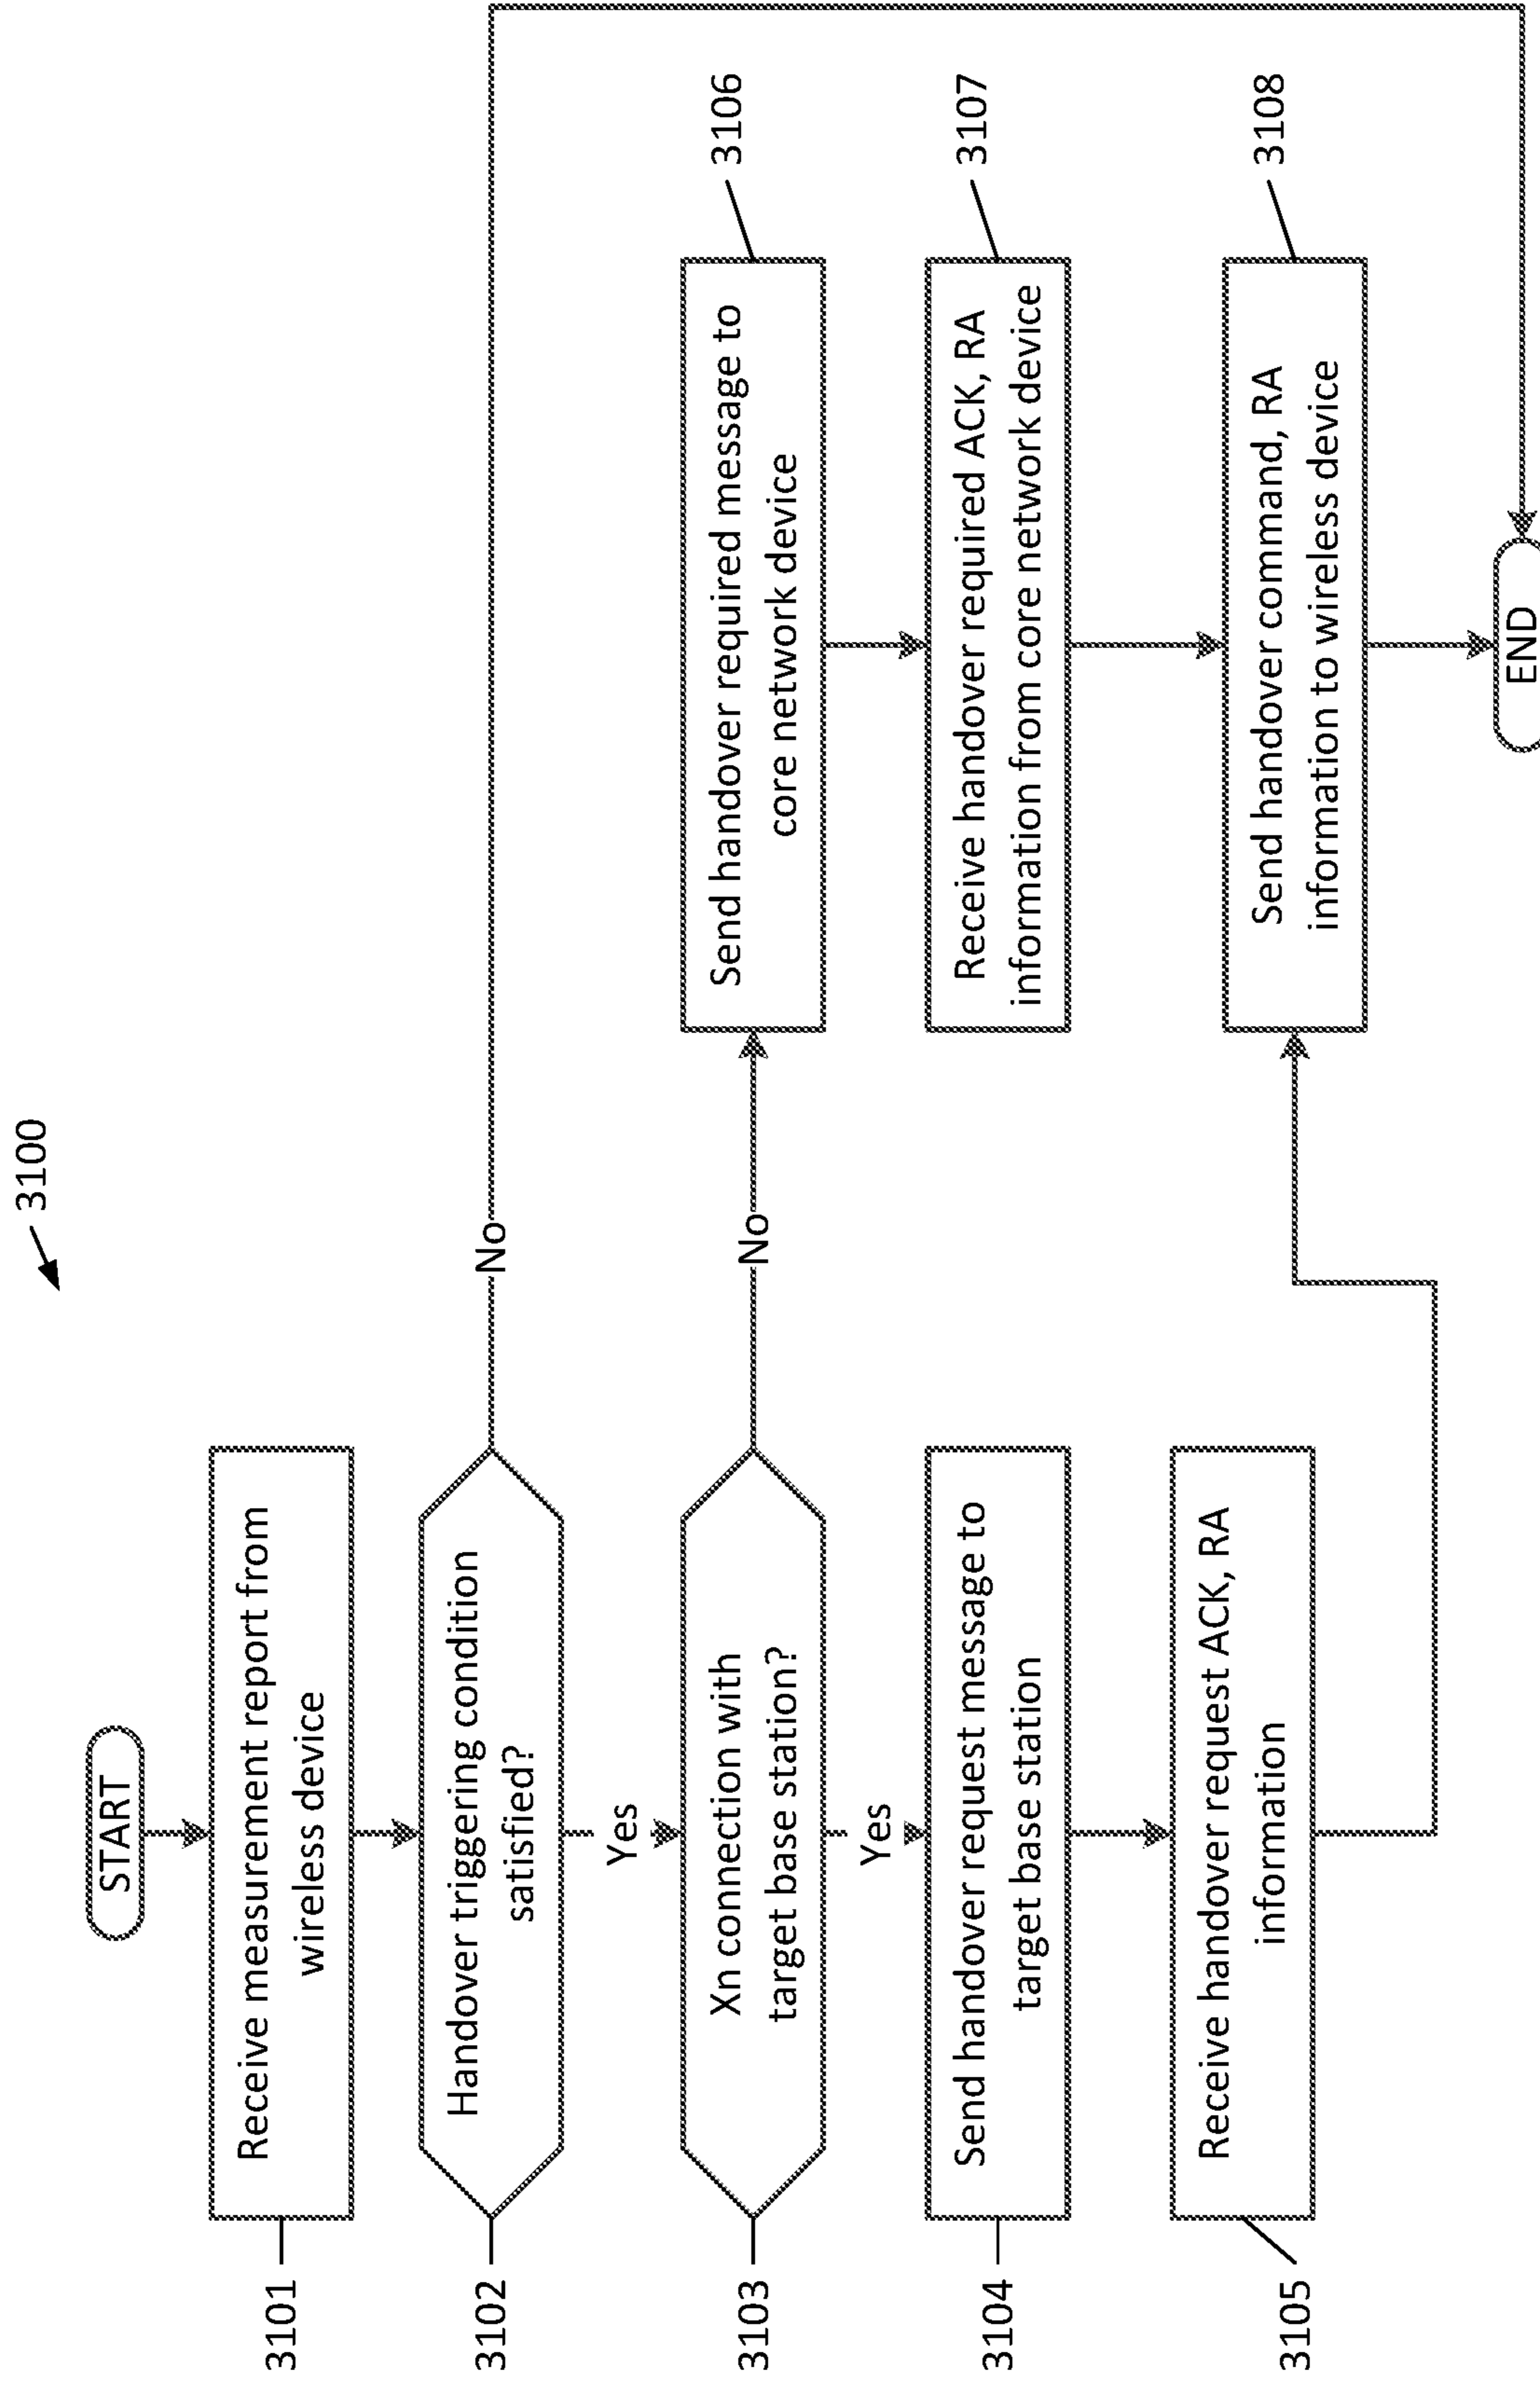 3100
START
3101
Receive measurement report from
wireless device
3102
Handover triggering condition
satisfied?
No
Yes
3103
Xn connection with
target base station?
No
Yes
3104
Send handover request message to
target base station
3105
Receive handover request ACK, RA
information
3106
Send handover required message to
core network device
3107
Receive handover required ACK, RA
information from core network device
3108
Send handover command, RA
information to wireless device
END